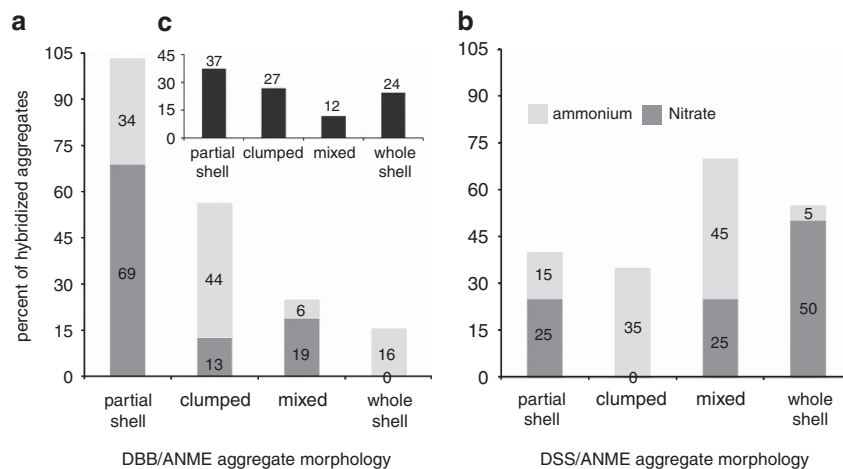 a
percent of hybridized aggregates
105
90
75
60
45
30
15
0
34
69
44
13
6
19
16
0
partial shell
clumped
mixed
whole shell
DBB/ANME aggregate morphology
c
45
30
15
0
37
27
12
24
partial shell
clumped
mixed
whole shell
b
105
90
75
60
45
30
15
0
ammonium
Nitrate
15
25
35
0
45
25
5
50
partial shell
clumped
mixed
whole shell
DSS/ANME aggregate morphology